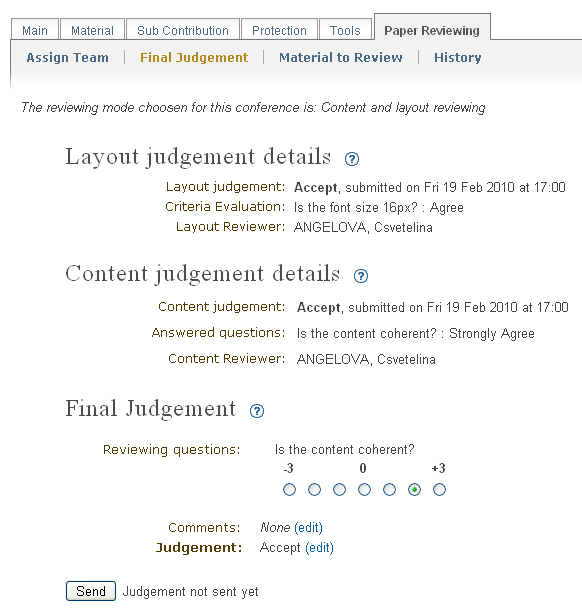 Main Material Sub Contribution Protection Tools Paper Reviewing
Assign Team Final Judgement Material to Review History
The reviewing mode choosen for this conference is: Content and layout reviewing
Layout judgement details ?
Layout judgement: Accept, submitted on Fri 19 Feb 2010 at 17:00
Criteria Evaluation: Is the font size 16px? : Agree
Layout Reviewer: ANGELOVA, Csvetelina
Content judgement details ?
Content judgement: Accept, submitted on Fri 19 Feb 2010 at 17:00
Answered questions: Is the content coherent? : Strongly Agree
Content Reviewer: ANGELOVA, Csvetelina
Final Judgement ?
Reviewing questions: Is the content coherent?
-3 0 +3
Comments: None (edit)
Judgement: Accept (edit)
Send Judgement not sent yet